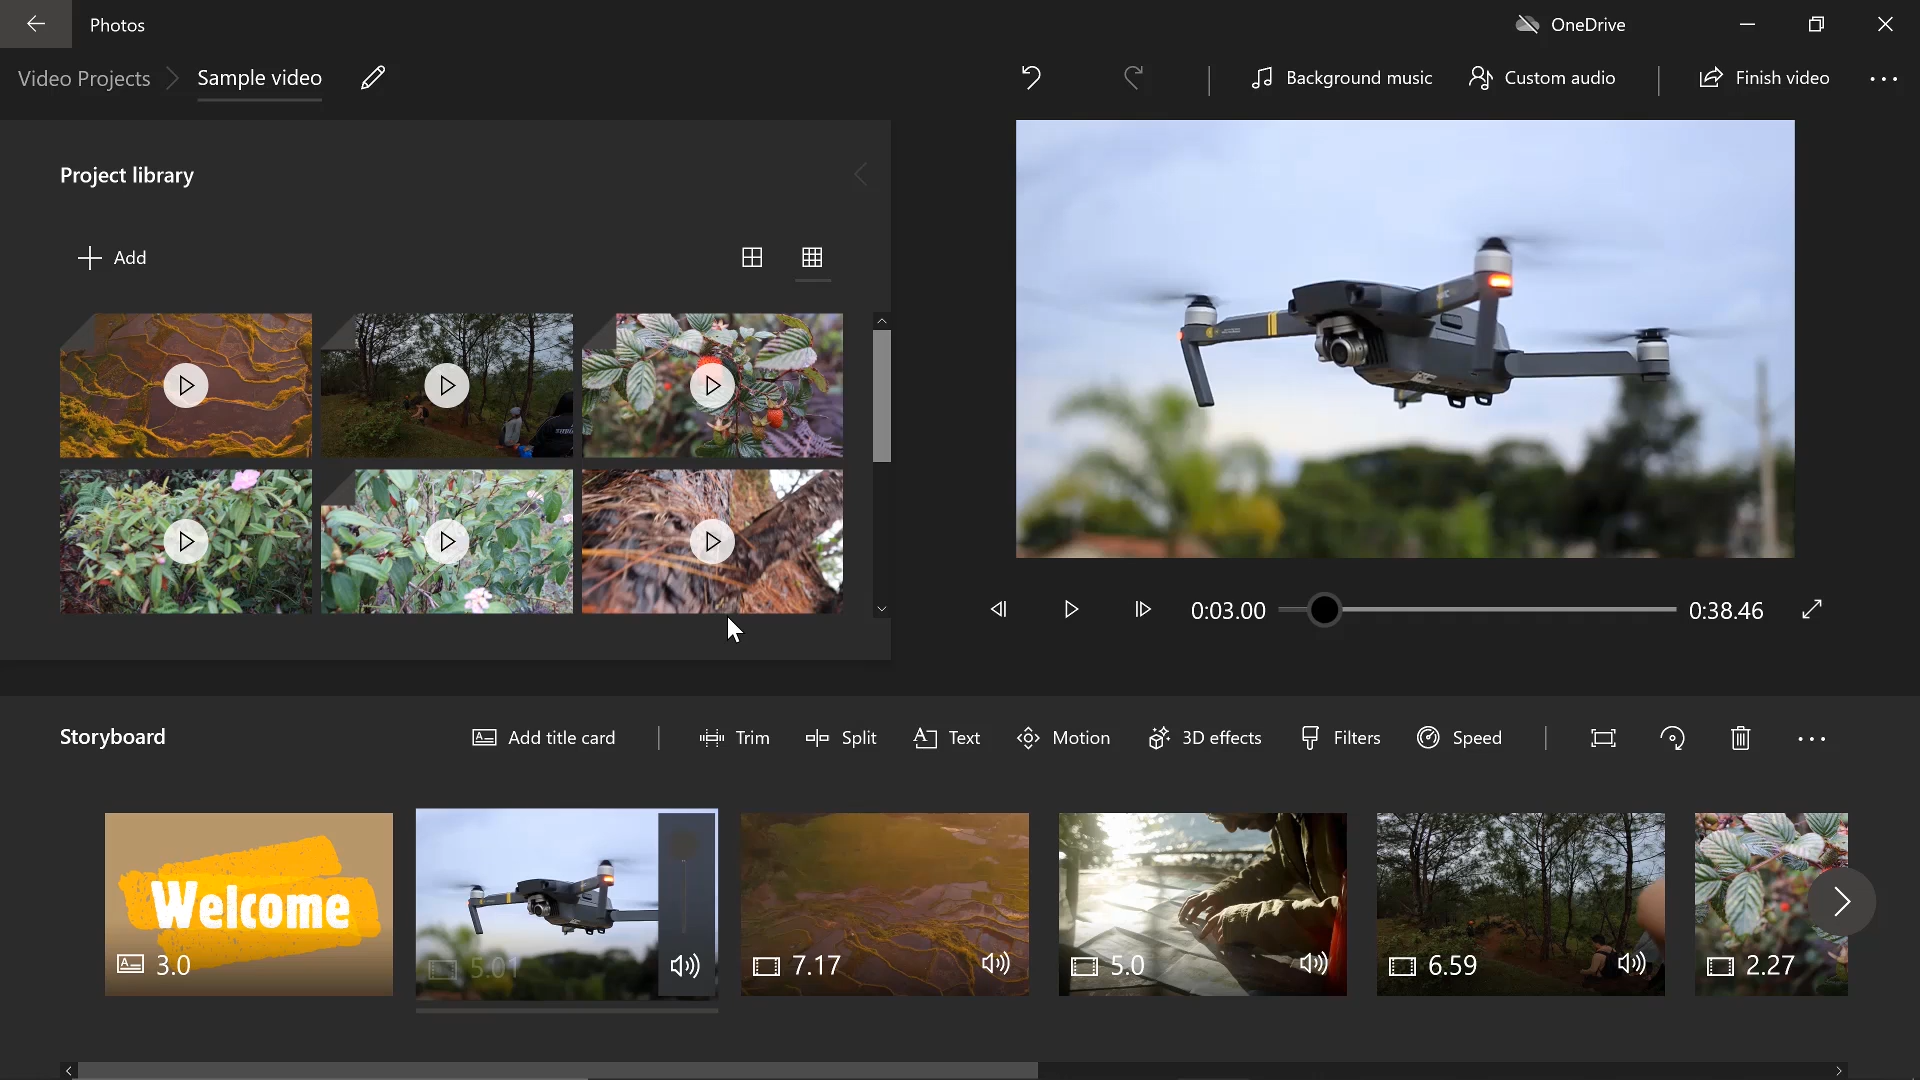 Photos
OneDrive
Video Projects
Sample video
Background music
Custom audio
Finish video
Project library
Add
0:03.00
0:38.46
Storyboard
Add title card
Trim
Split
Text
Motion
3D effects
Filters
Speed
Welcome
3.0
5.01
7.17
5.0
6.59
2.27